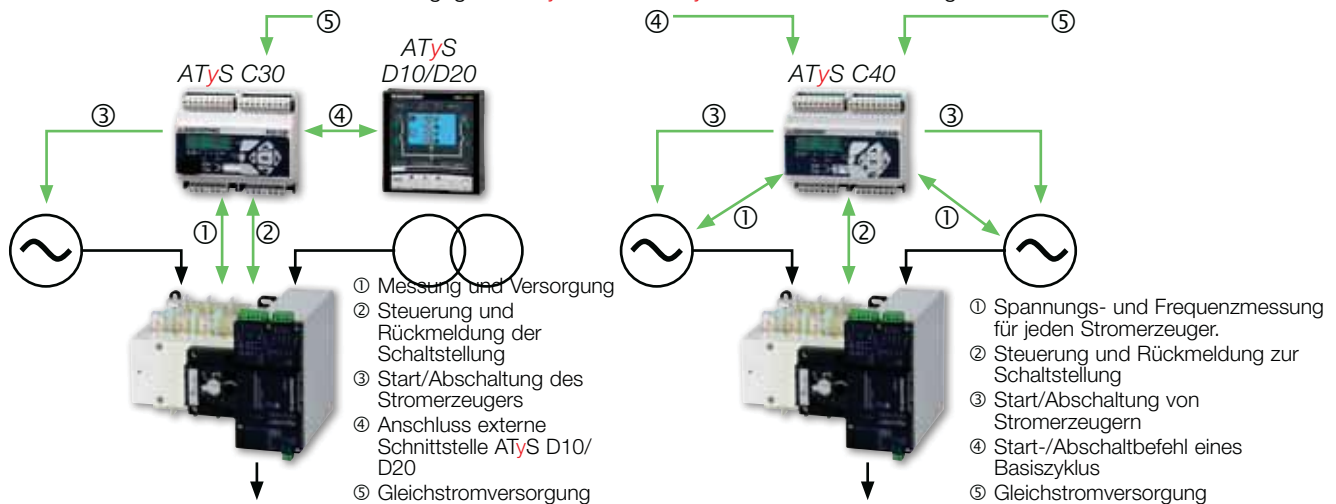 ⑤
ATyS C30
ATyS
D10/D20
③
④
①
②
① Messung und Versorgung
② Steuerung und
Rückmeldung der
Schaltstellung
③ Start/Abschaltung des
Stromerzeugers
④ Anschluss externe
Schnittstelle ATyS D10/
D20
⑤ Gleichstromversorgung
④
⑤
ATyS C40
③
③
①
①
②
① Spannungs- und Frequenzmessung
für jeden Stromerzeuger.
② Steuerung und Rückmeldung zur
Schaltstellung
③ Start/Abschaltung von
Stromerzeugern
④ Start-/Abschaltbefehl eines
Basiszyklus
⑤ Gleichstromversorgung